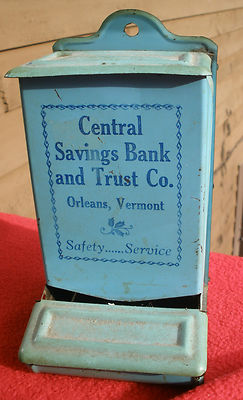 Central
Savings Bank
and Trust Co.
Orleans, Vermont
Safety......Service